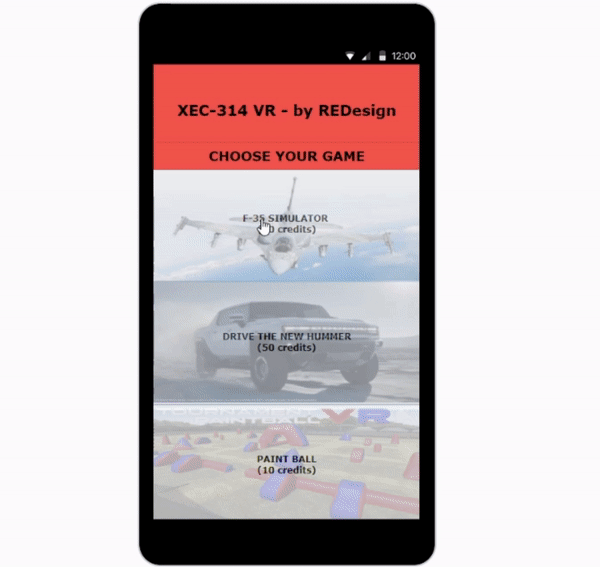 12:00
XEC-314 VR - by REDesign
CHOOSE YOUR GAME
F-35 SIMULATOR
credits)
DRIVE THE NEW HUMMER
(50 credits)
VR
PAINT BALL
(10 credits)